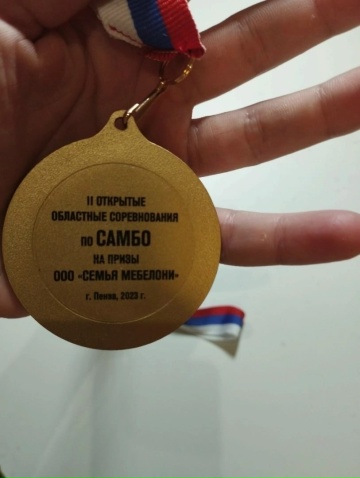 II ОТКРЫТЫЕ
ОБЛАСТНЫЕ СОРЕВНОВАНИЯ
по САМБО
НА ПРИЗЫ
ООО «СЕМЬЯ МЕБЕЛОНИ»
г. Пенза, 2023 г.